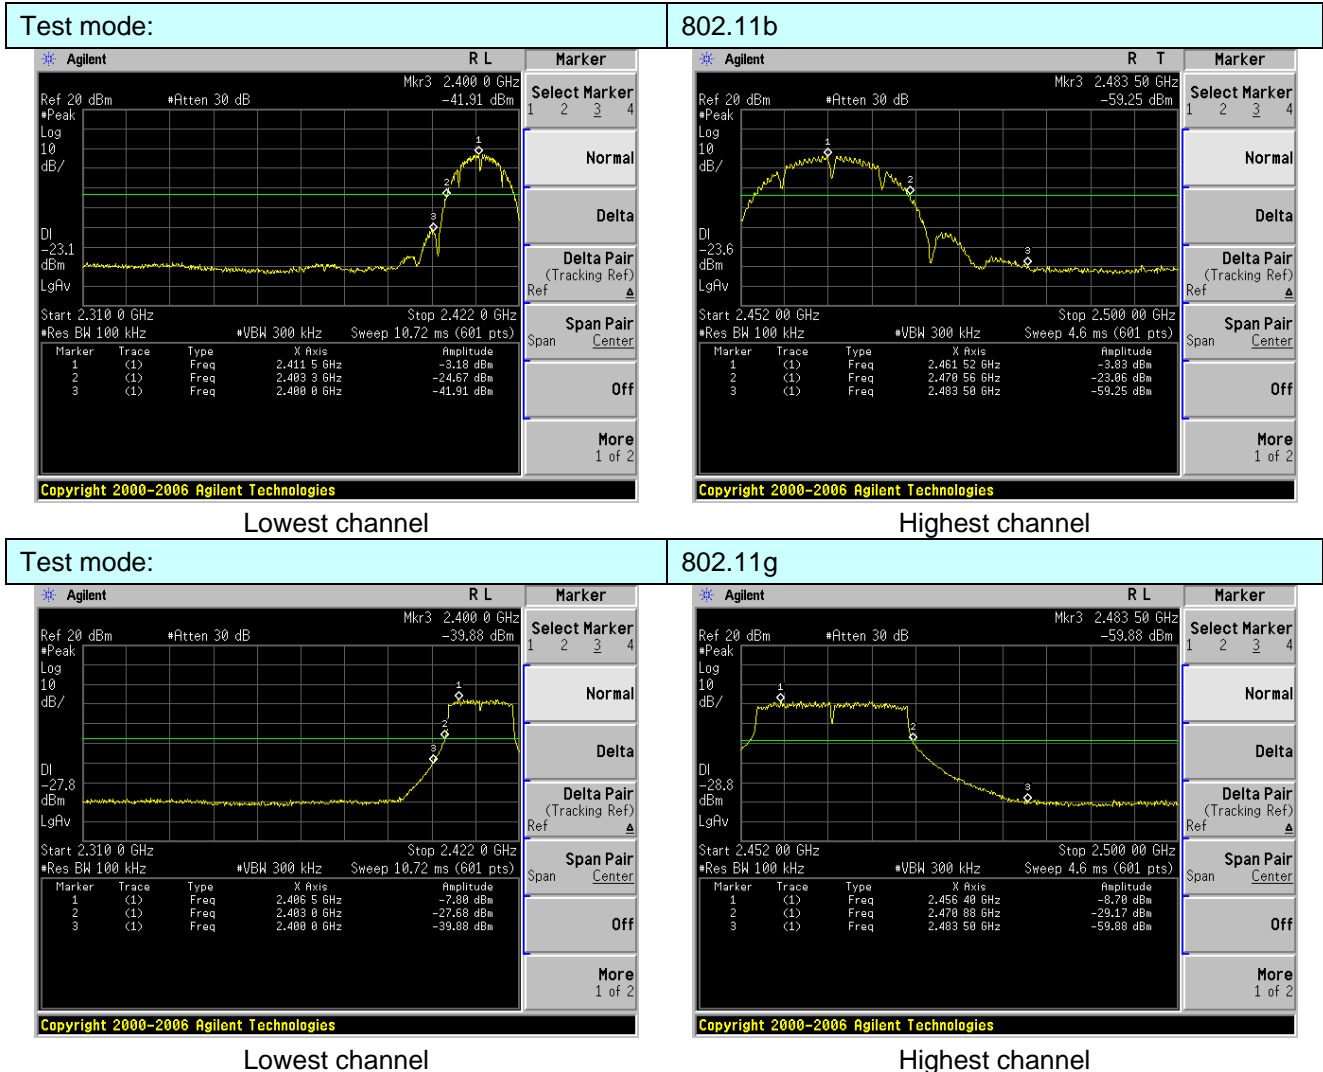 Test mode: 802.11b
Agilent R L Marker
Mkr3 2.400 0 GHz
Ref 20 dBm #Atten 30 dB -41.91 dBm
#Peak
Log
10
dB/
DI
-23.1
dBm
LgAv
1
2
3
Start 2.310 0 GHz Stop 2.422 0 GHz
#Res BW 100 kHz #VBW 300 kHz Sweep 10.72 ms (601 pts)
Marker Trace Type X Axis Amplitude
1 (1) Freq 2.411 5 GHz -3.18 dBm
2 (1) Freq 2.403 3 GHz -24.67 dBm
3 (1) Freq 2.400 0 GHz -41.91 dBm
Select Marker
1 2 3 4
Normal
Delta
Delta Pair
(Tracking Ref)
Ref Δ
Span Pair
Span Center
Off
More
1 of 2
Copyright 2000-2006 Agilent Technologies
Lowest channel
Agilent R T Marker
Mkr3 2.483 50 GHz
Ref 20 dBm #Atten 30 dB -59.25 dBm
#Peak
Log
10
dB/
DI
-23.6
dBm
LgAv
1
2
3
Start 2.452 00 GHz Stop 2.500 00 GHz
#Res BW 100 kHz #VBW 300 kHz Sweep 4.6 ms (601 pts)
Marker Trace Type X Axis Amplitude
1 (1) Freq 2.461 52 GHz -3.83 dBm
2 (1) Freq 2.470 56 GHz -23.06 dBm
3 (1) Freq 2.483 50 GHz -59.25 dBm
Select Marker
1 2 3 4
Normal
Delta
Delta Pair
(Tracking Ref)
Ref Δ
Span Pair
Span Center
Off
More
1 of 2
Copyright 2000-2006 Agilent Technologies
Highest channel
Test mode: 802.11g
Agilent R L Marker
Mkr3 2.400 0 GHz
Ref 20 dBm #Atten 30 dB -39.88 dBm
#Peak
Log
10
dB/
DI
-27.8
dBm
LgAv
1
2
3
Start 2.310 0 GHz Stop 2.422 0 GHz
#Res BW 100 kHz #VBW 300 kHz Sweep 10.72 ms (601 pts)
Marker Trace Type X Axis Amplitude
1 (1) Freq 2.406 5 GHz -7.80 dBm
2 (1) Freq 2.403 0 GHz -27.68 dBm
3 (1) Freq 2.400 0 GHz -39.88 dBm
Select Marker
1 2 3 4
Normal
Delta
Delta Pair
(Tracking Ref)
Ref Δ
Span Pair
Span Center
Off
More
1 of 2
Copyright 2000-2006 Agilent Technologies
Lowest channel
Agilent R L Marker
Mkr3 2.483 50 GHz
Ref 20 dBm #Atten 30 dB -59.88 dBm
#Peak
Log
10
dB/
DI
-28.8
dBm
LgAv
1
2
3
Start 2.452 00 GHz Stop 2.500 00 GHz
#Res BW 100 kHz #VBW 300 kHz Sweep 4.6 ms (601 pts)
Marker Trace Type X Axis Amplitude
1 (1) Freq 2.456 40 GHz -8.70 dBm
2 (1) Freq 2.470 88 GHz -29.17 dBm
3 (1) Freq 2.483 50 GHz -59.88 dBm
Select Marker
1 2 3 4
Normal
Delta
Delta Pair
(Tracking Ref)
Ref Δ
Span Pair
Span Center
Off
More
1 of 2
Copyright 2000-2006 Agilent Technologies
Highest channel